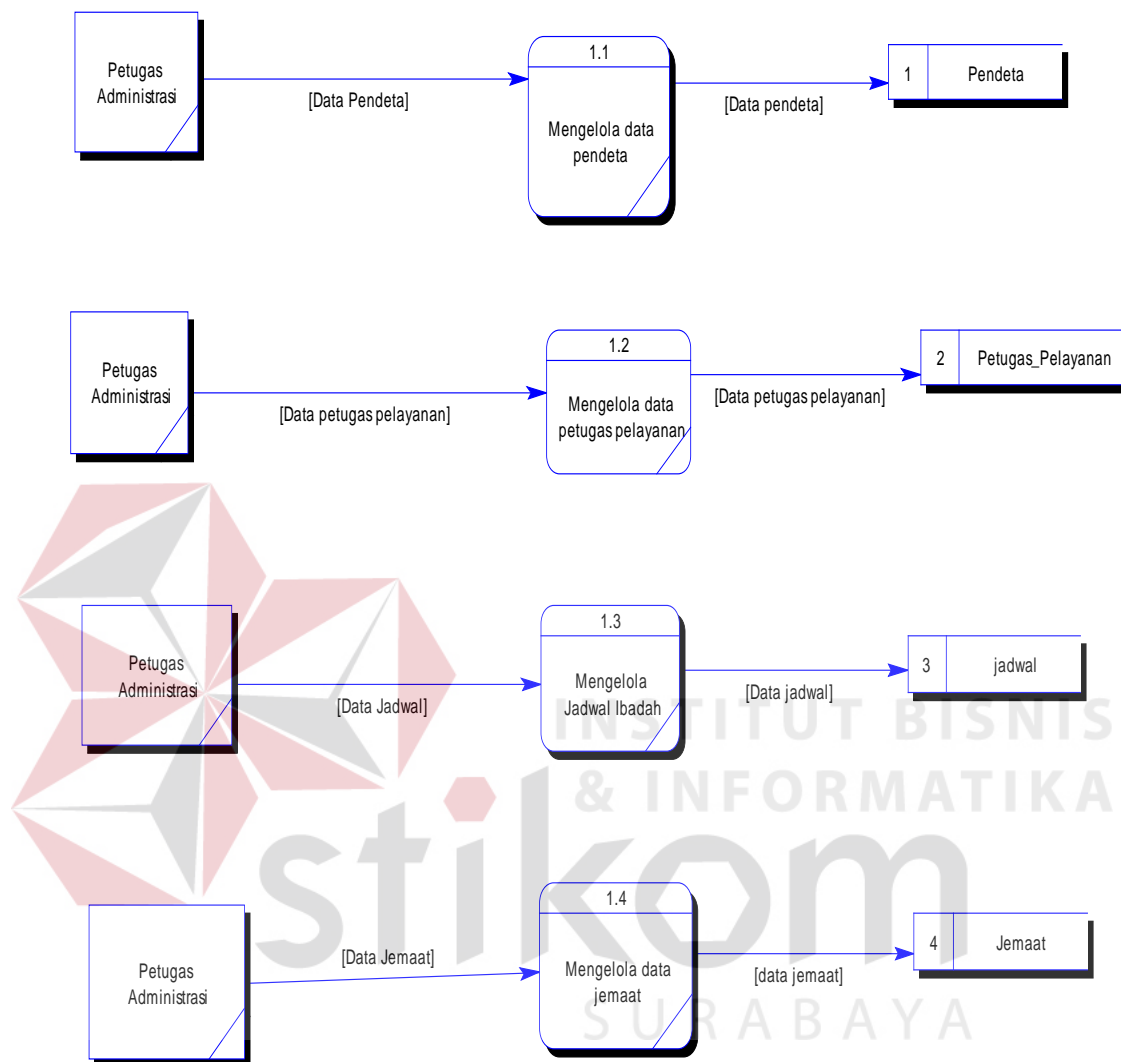 Petugas
Administrasi
[Data Pendeta]
1.1
Mengelola data
pendeta
[Data pendeta]
1
Pendeta
Petugas
Administrasi
[Data petugas pelayanan]
1.2
Mengelola data
petugas pelayanan
[Data petugas pelayanan]
2
Petugas_Pelayanan
Petugas
Administrasi
[Data Jadwal]
1.3
Mengelola
Jadwal Ibadah
[Data jadwal]
3
jadwal
INSTITUT BISNIS
& INFORMATIKA
stikom
SURABAYA
Petugas
Administrasi
[Data Jemaat]
1.4
Mengelola data
jemaat
[data jemaat]
4
Jemaat